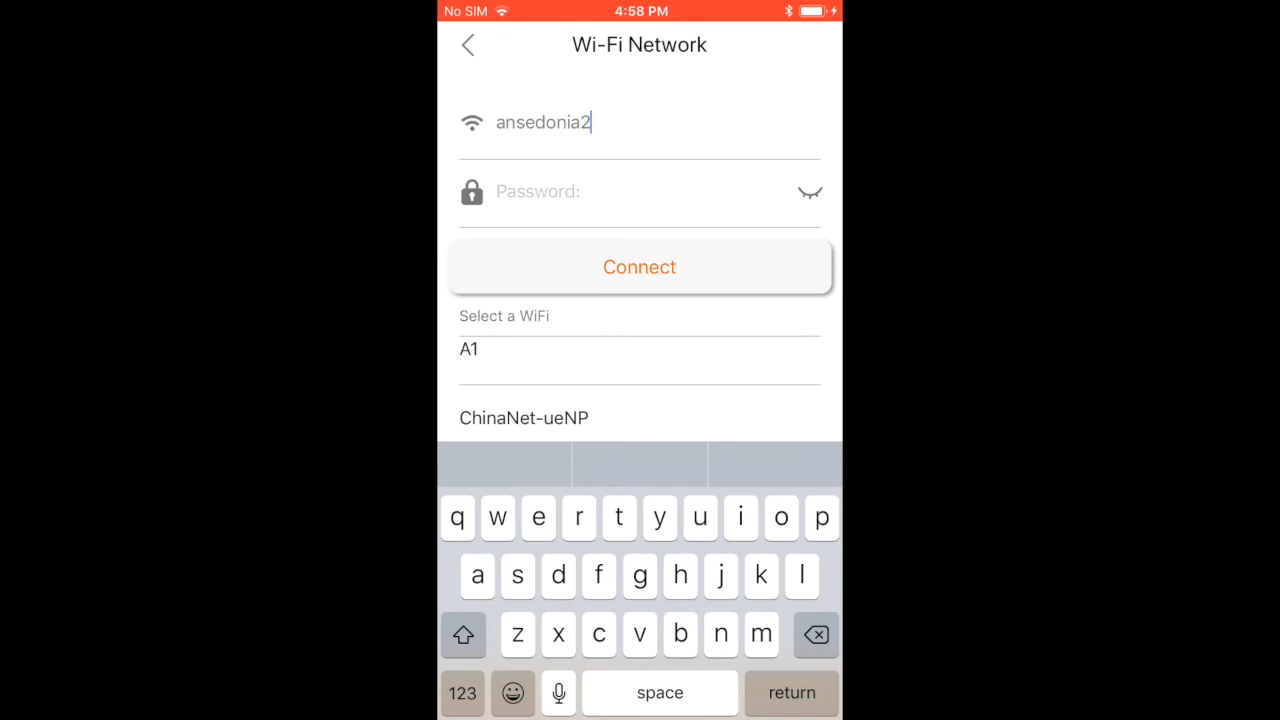 No SIM 4:58 PM
Wi-Fi Network
ansedonia2
Password:
Connect
Select a WiFi
A1
ChinaNet-ueNP
q w e r t y u i o p
a s d f g h j k l
z x c v b n m
123 space return